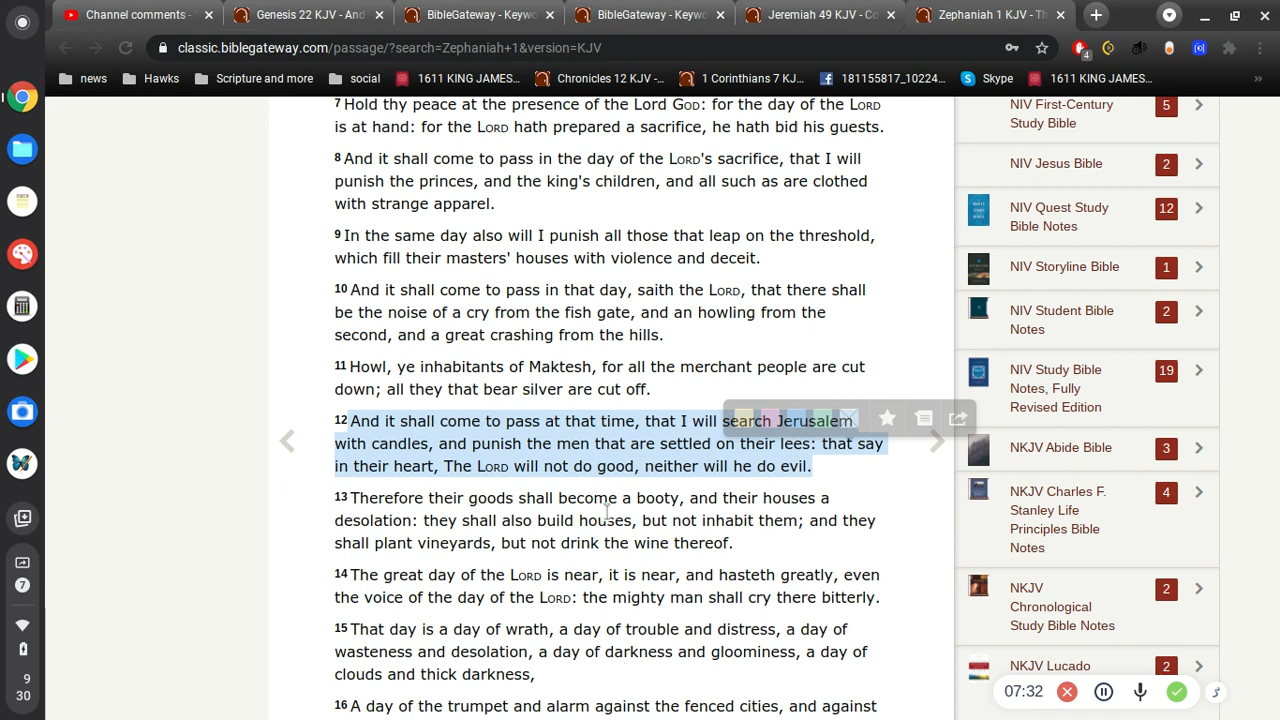 Channel comments -
Genesis 22 KJV - And
BibleGateway - Keywo
BibleGateway - Keywo
Jeremiah 49 KJV - Co
Zephaniah 1 KJV - Th
classic.biblegateway.com/passage/?search=Zephaniah+1&version=KJV
4
news
Hawks
Scripture and more
social
1611 KING JAMES...
Chronicles 12 KJV -...
1 Corinthians 7 KJ...
181155817_10224...
Skype
1611 KING JAMES...
7 Hold thy peace at the presence of the Lord GOD: for the day of the LORD
is at hand: for the LORD hath prepared a sacrifice, he hath bid his guests.
8 And it shall come to pass in the day of the LORD's sacrifice, that I will
punish the princes, and the king's children, and all such as are clothed
with strange apparel.
9 In the same day also will I punish all those that leap on the threshold,
which fill their masters' houses with violence and deceit.
10 And it shall come to pass in that day, saith the LORD, that there shall
be the noise of a cry from the fish gate, and an howling from the
second, and a great crashing from the hills.
11 Howl, ye inhabitants of Maktesh, for all the merchant people are cut
down; all they that bear silver are cut off.
12 And it shall come to pass at that time, that I will search Jerusalem
with candles, and punish the men that are settled on their lees: that say
in their heart, The LORD will not do good, neither will he do evil.
13 Therefore their goods shall become a booty, and their houses a
desolation: they shall also build houses, but not inhabit them; and they
shall plant vineyards, but not drink the wine thereof.
14 The great day of the LORD is near, it is near, and hasteth greatly, even
the voice of the day of the LORD: the mighty man shall cry there bitterly.
15 That day is a day of wrath, a day of trouble and distress, a day of
wasteness and desolation, a day of darkness and gloominess, a day of
clouds and thick darkness,
16 A day of the trumpet and alarm against the fenced cities, and against
NIV First-Century
Study Bible
5
NIV Jesus Bible
2
NIV Quest Study
Bible Notes
12
NIV Storyline Bible
1
NIV Student Bible
Notes
2
NIV Study Bible
Notes, Fully
Revised Edition
19
NKJV Abide Bible
3
NKJV Charles F.
Stanley Life
Principles Bible
Notes
4
NKJV
Chronological
Study Bible Notes
2
NKJV Lucado
2
07:32
7
9
30